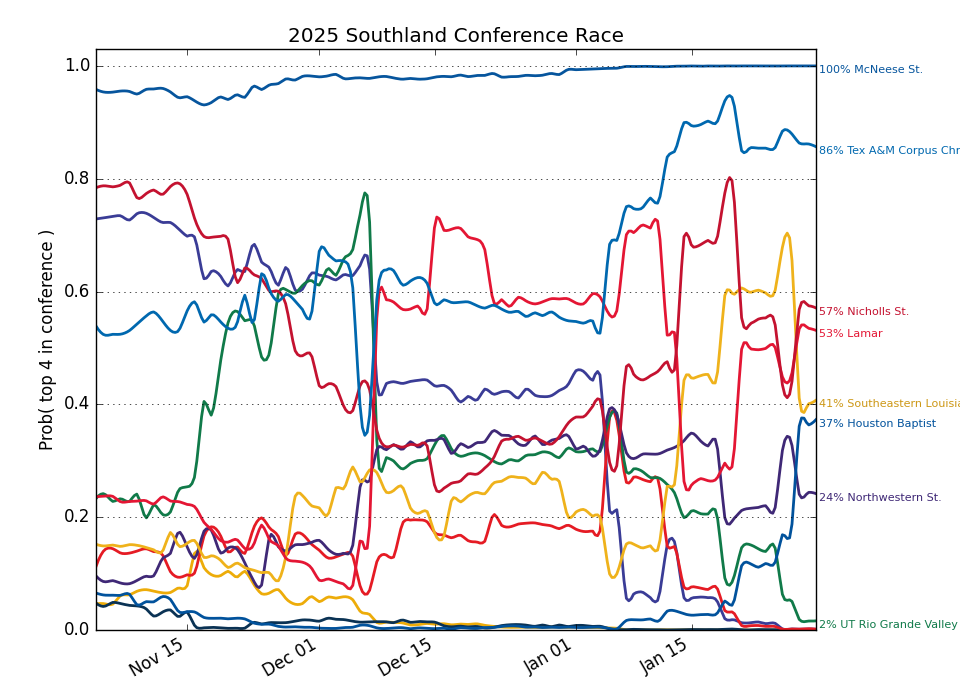 2025 Southland Conference Race
Prob( top 4 in conference )
1.0
0.8
0.6
0.4
0.2
0.0
Nov 15
Dec 01
Dec 15
Jan 01
Jan 15
100% McNeese St.
86% Tex A&M Corpus Chr
57% Nicholls St.
53% Lamar
41% Southeastern Louisia
37% Houston Baptist
24% Northwestern St.
2% UT Rio Grande Valley